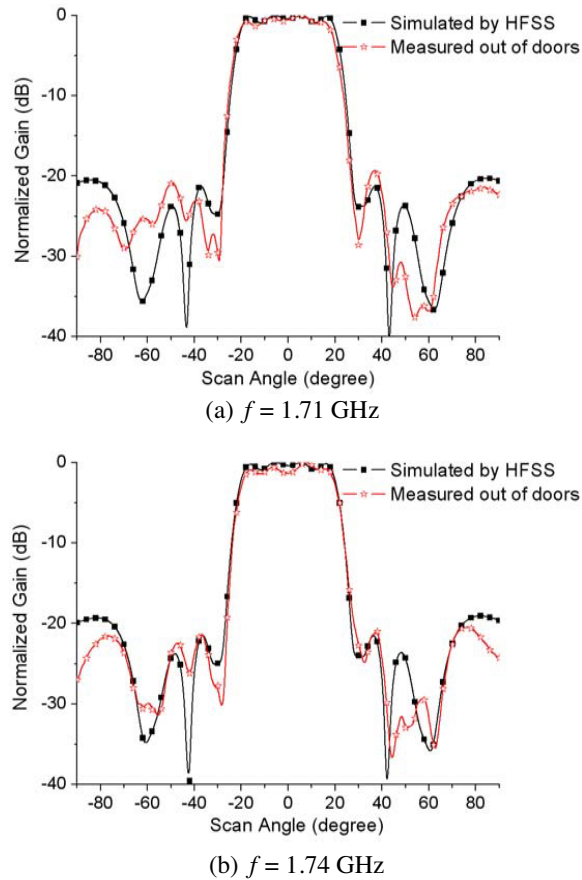 0
-10
-20
-30
-40
Normalized Gain (dB)
Simulated by HFSS
Measured out of doors
-80 -60 -40 -20 0 20 40 60 80
Scan Angle (degree)
(a) f = 1.71 GHz
0
-10
-20
-30
-40
Normalized Gain (dB)
Simulated by HFSS
Measured out of doors
-80 -60 -40 -20 0 20 40 60 80
Scan Angle (degree)
(b) f = 1.74 GHz